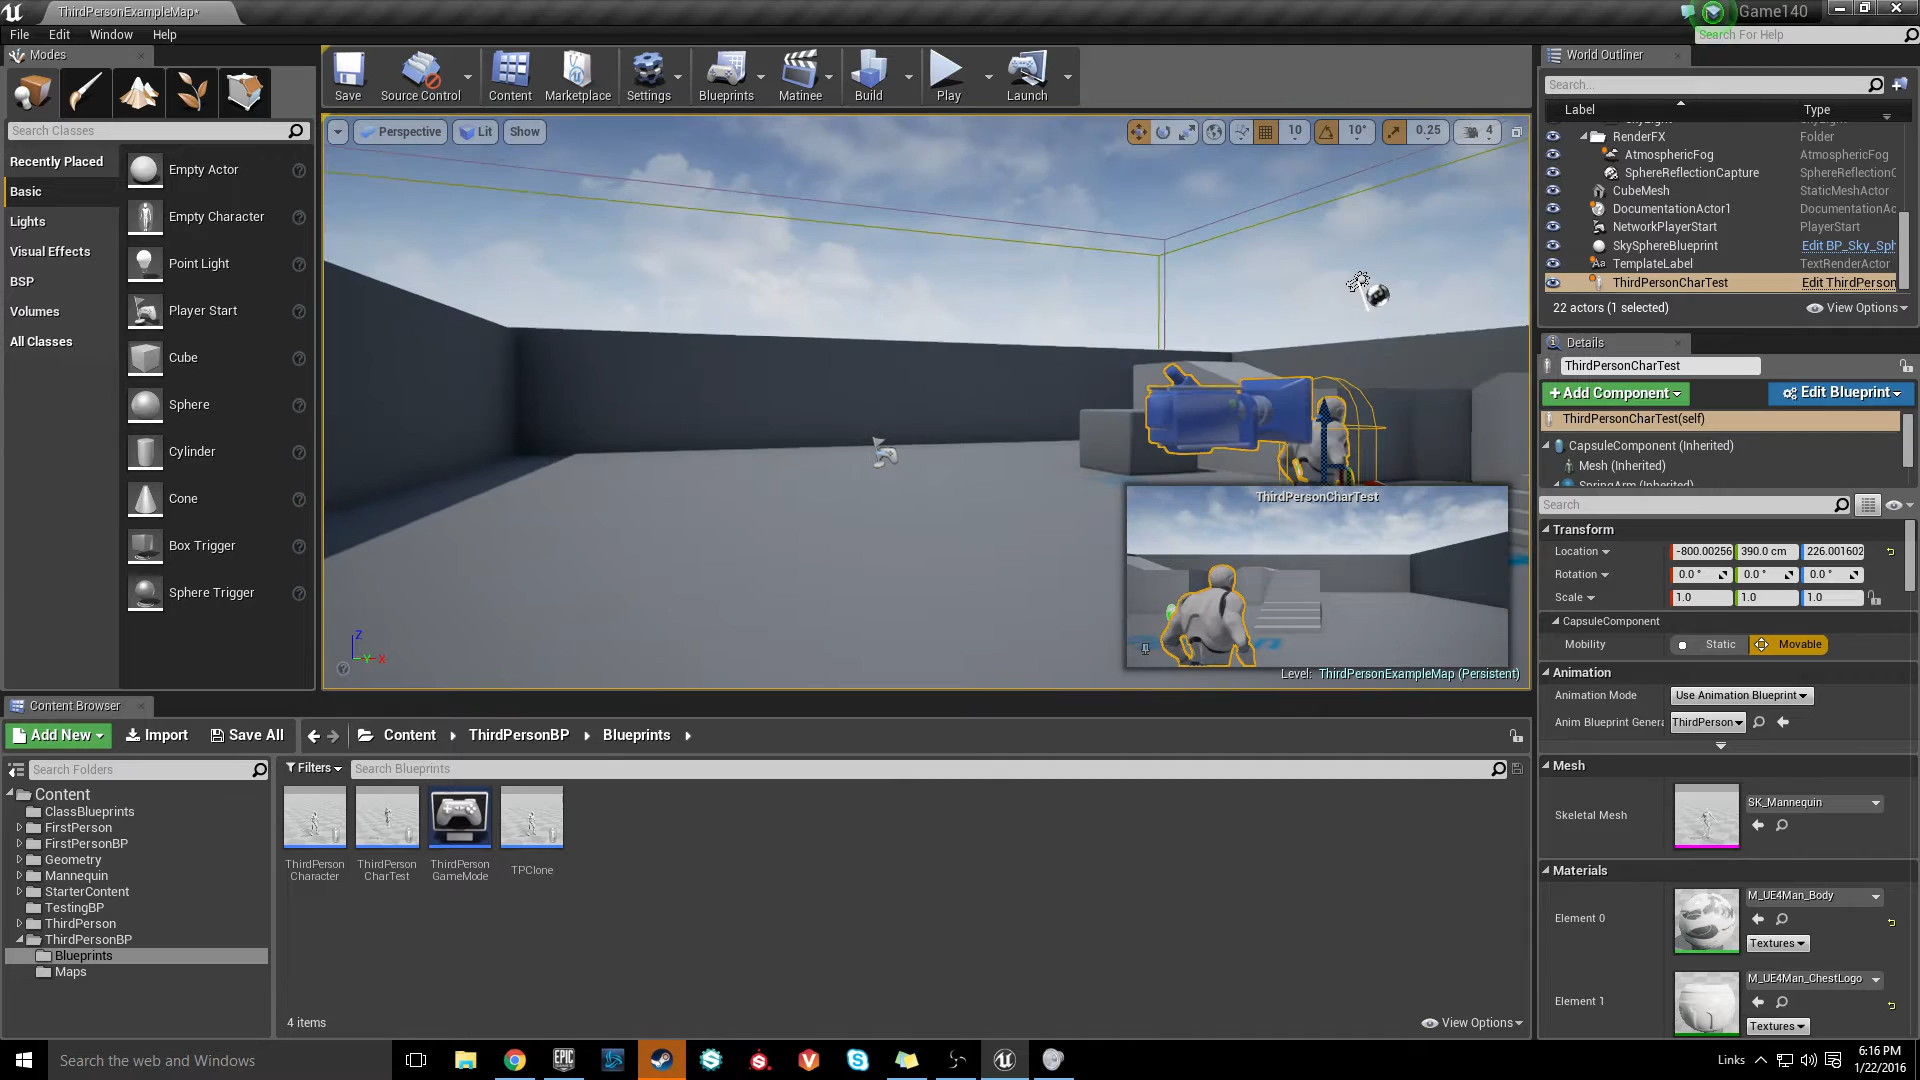 ThirdPersonExampleMap*
Game140
File
Edit
Window
Help
Search For Help
Modes
Save
Source Control
Content
Marketplace
Settings
Blueprints
Matinee
Build
Play
Launch
Search Classes
Recently Placed
Basic
Lights
Visual Effects
BSP
Volumes
All Classes
Empty Actor
Empty Character
Point Light
Player Start
Cube
Sphere
Cylinder
Cone
Box Trigger
Sphere Trigger
Perspective
Lit
Show
10
10°
0.25
4
Z
Y
X
ThirdPersonCharTest
Level: ThirdPersonExampleMap (Persistent)
World Outliner
Search...
Label
Type
RenderFX
Folder
AtmosphericFog
AtmosphericFog
SphereReflectionCapture
SphereReflectionC
CubeMesh
StaticMeshActor
DocumentationActor1
DocumentationAc
NetworkPlayerStart
PlayerStart
SkySphereBlueprint
Edit BP_Sky_Sph
TemplateLabel
TextRenderActor
ThirdPersonCharTest
Edit ThirdPerson
22 actors (1 selected)
View Options
Details
ThirdPersonCharTest
+Add Component
Edit Blueprint
ThirdPersonCharTest(self)
CapsuleComponent (Inherited)
Mesh (Inherited)
SpringArm (Inherited)
Search
Transform
Location
-800.00256
390.0 cm
226.001602
Rotation
0.0 °
0.0 °
0.0 °
Scale
1.0
1.0
1.0
CapsuleComponent
Mobility
Static
Movable
Animation
Animation Mode
Use Animation Blueprint
Anim Blueprint Genera
ThirdPerson
Mesh
Skeletal Mesh
SK_Mannequin
Materials
Element 0
M_UE4Man_Body
Textures
Element 1
M_UE4Man_ChestLogo
Textures
Content Browser
Add New
Import
Save All
Content
ThirdPersonBP
Blueprints
Search Folders
Filters
Search Blueprints
Content
ClassBlueprints
FirstPerson
FirstPersonBP
Geometry
Mannequin
StarterContent
TestingBP
ThirdPerson
ThirdPersonBP
Blueprints
Maps
ThirdPerson
Character
ThirdPerson
CharTest
ThirdPerson
GameMode
TPClone
4 items
View Options
Search the web and Windows
EPIC
Links
6:16 PM
1/22/2016